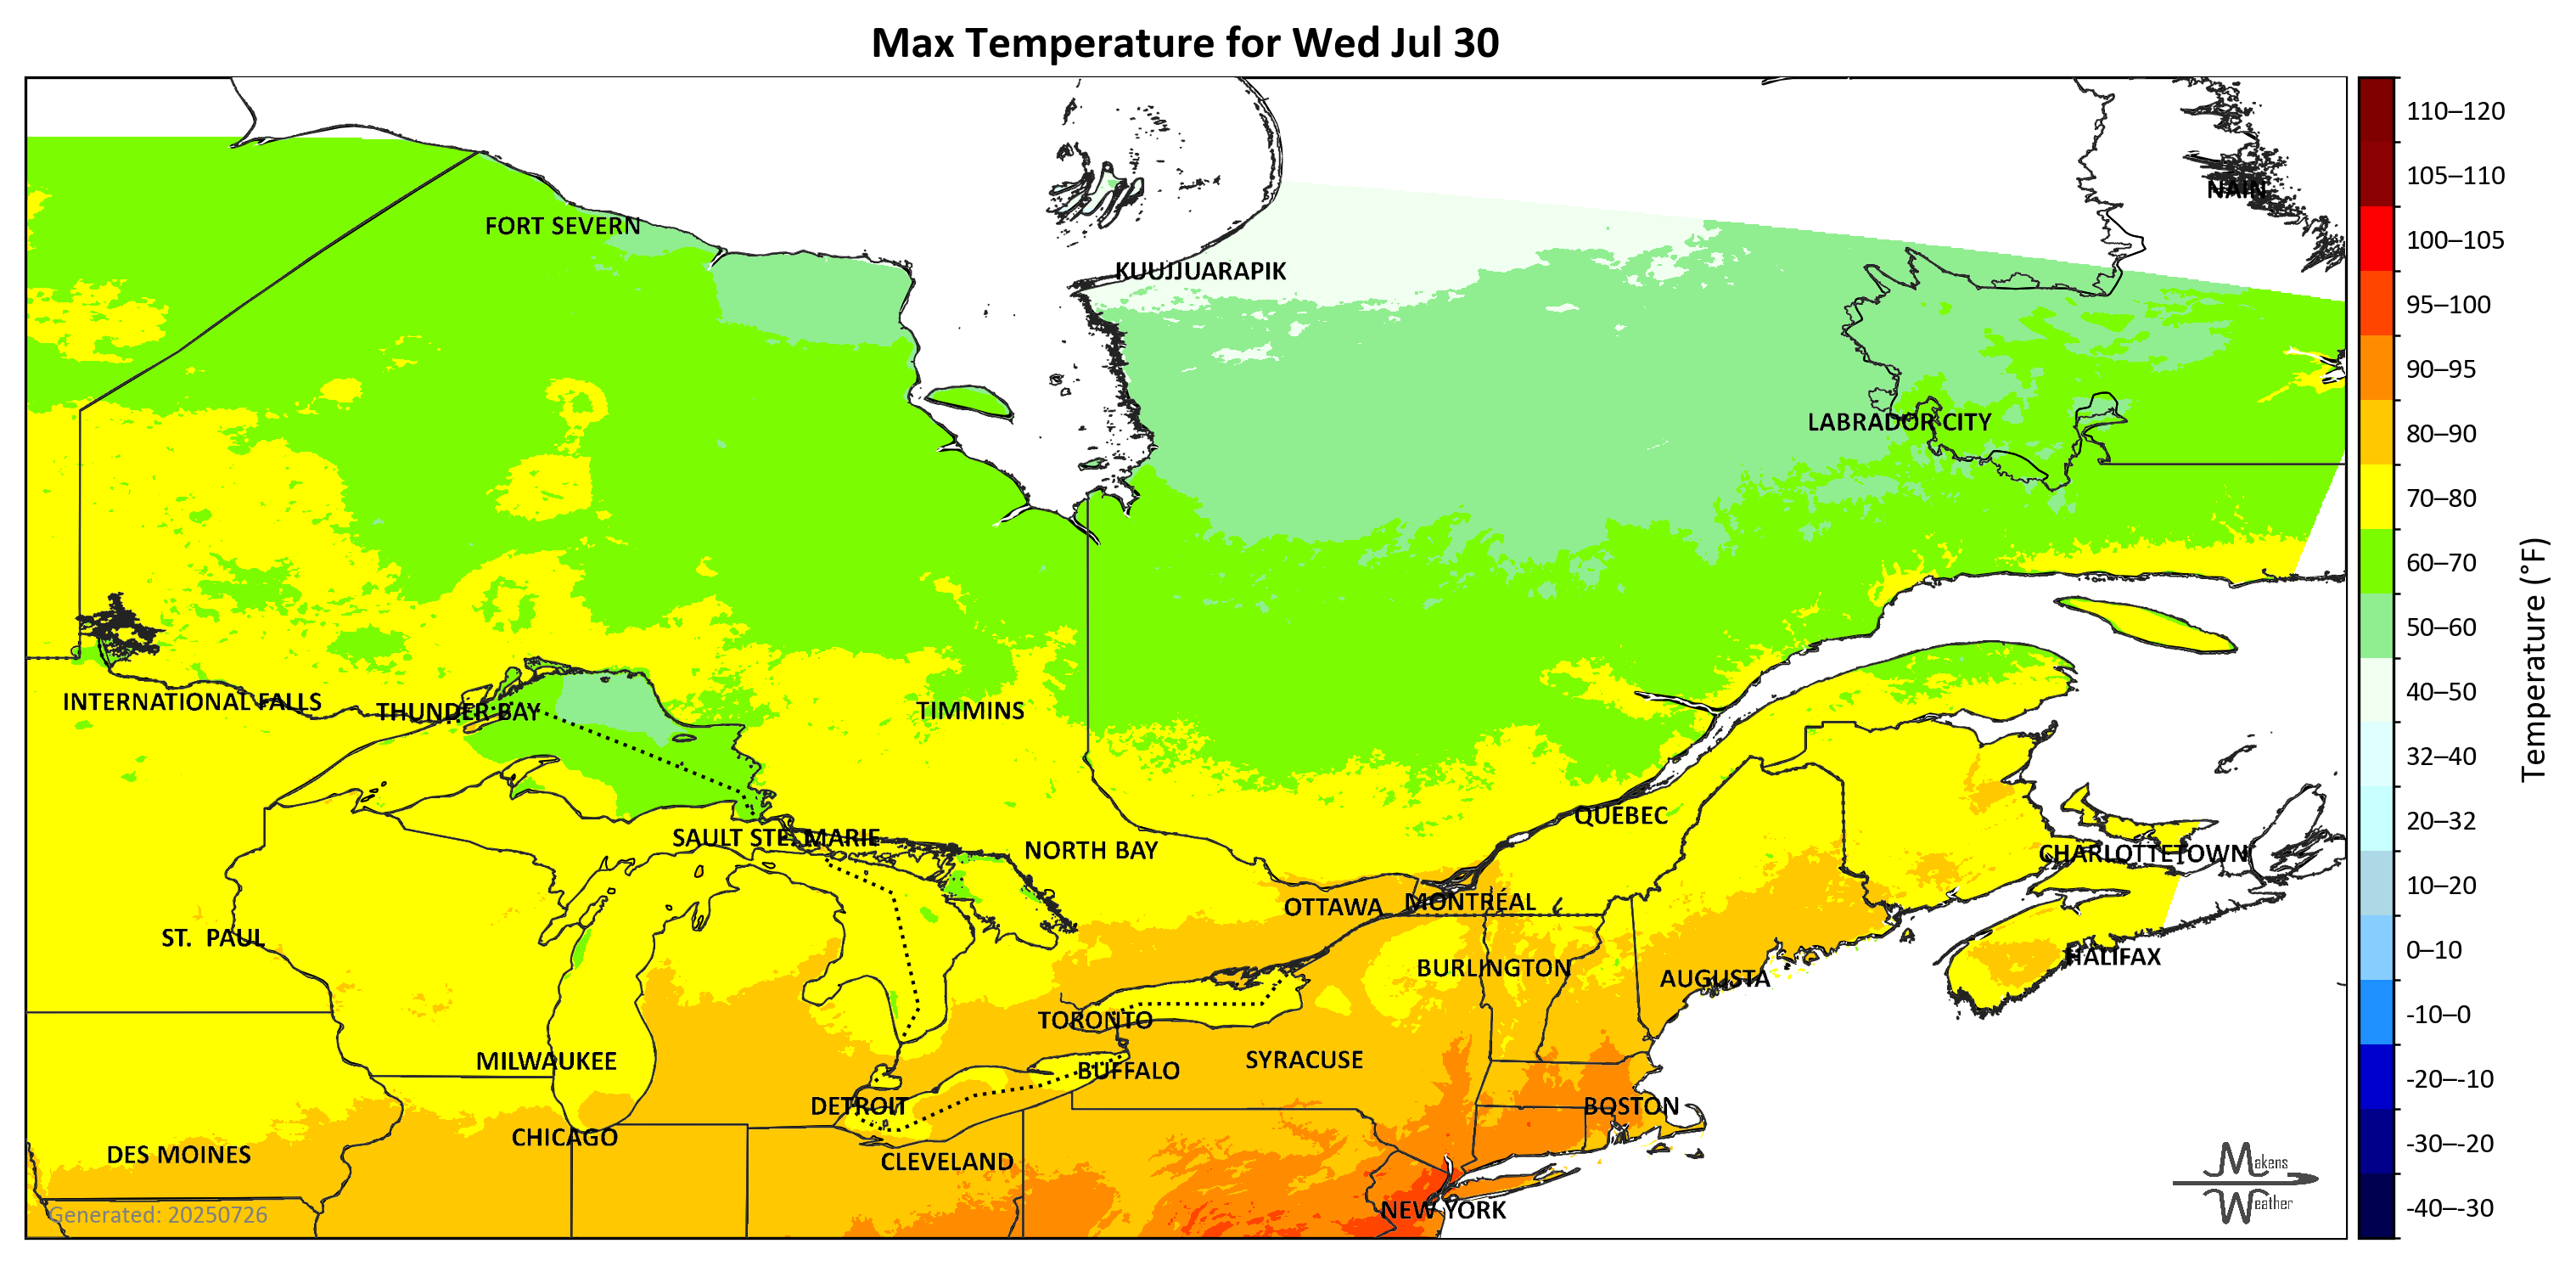 Max Temperature for Wed Jul 30
110–120
105–110
NAIN
FORT SEVERN
100–105
KUUJJUARAPIK
95–100
90–95
LABRADOR CITY
80–90
70–80
60–70
Temperature (°F)
50–60
40–50
INTERNATIONAL FALLS
THUNDER BAY
TIMMINS
32–40
QUEBEC
20–32
SAULT STE. MARIE
NORTH BAY
CHARLOTTETOWN
10–20
OTTAWA
MONTRÉAL
ST. PAUL
0–10
HALIFAX
BURLINGTON
AUGUSTA
-10–0
TORONTO
MILWAUKEE
SYRACUSE
BUFFALO
-20–-10
DETROIT
BOSTON
CHICAGO
-30–-20
DES MOINES
CLEVELAND
Makens
Weather
NEW YORK
-40–-30
Generated: 20250726